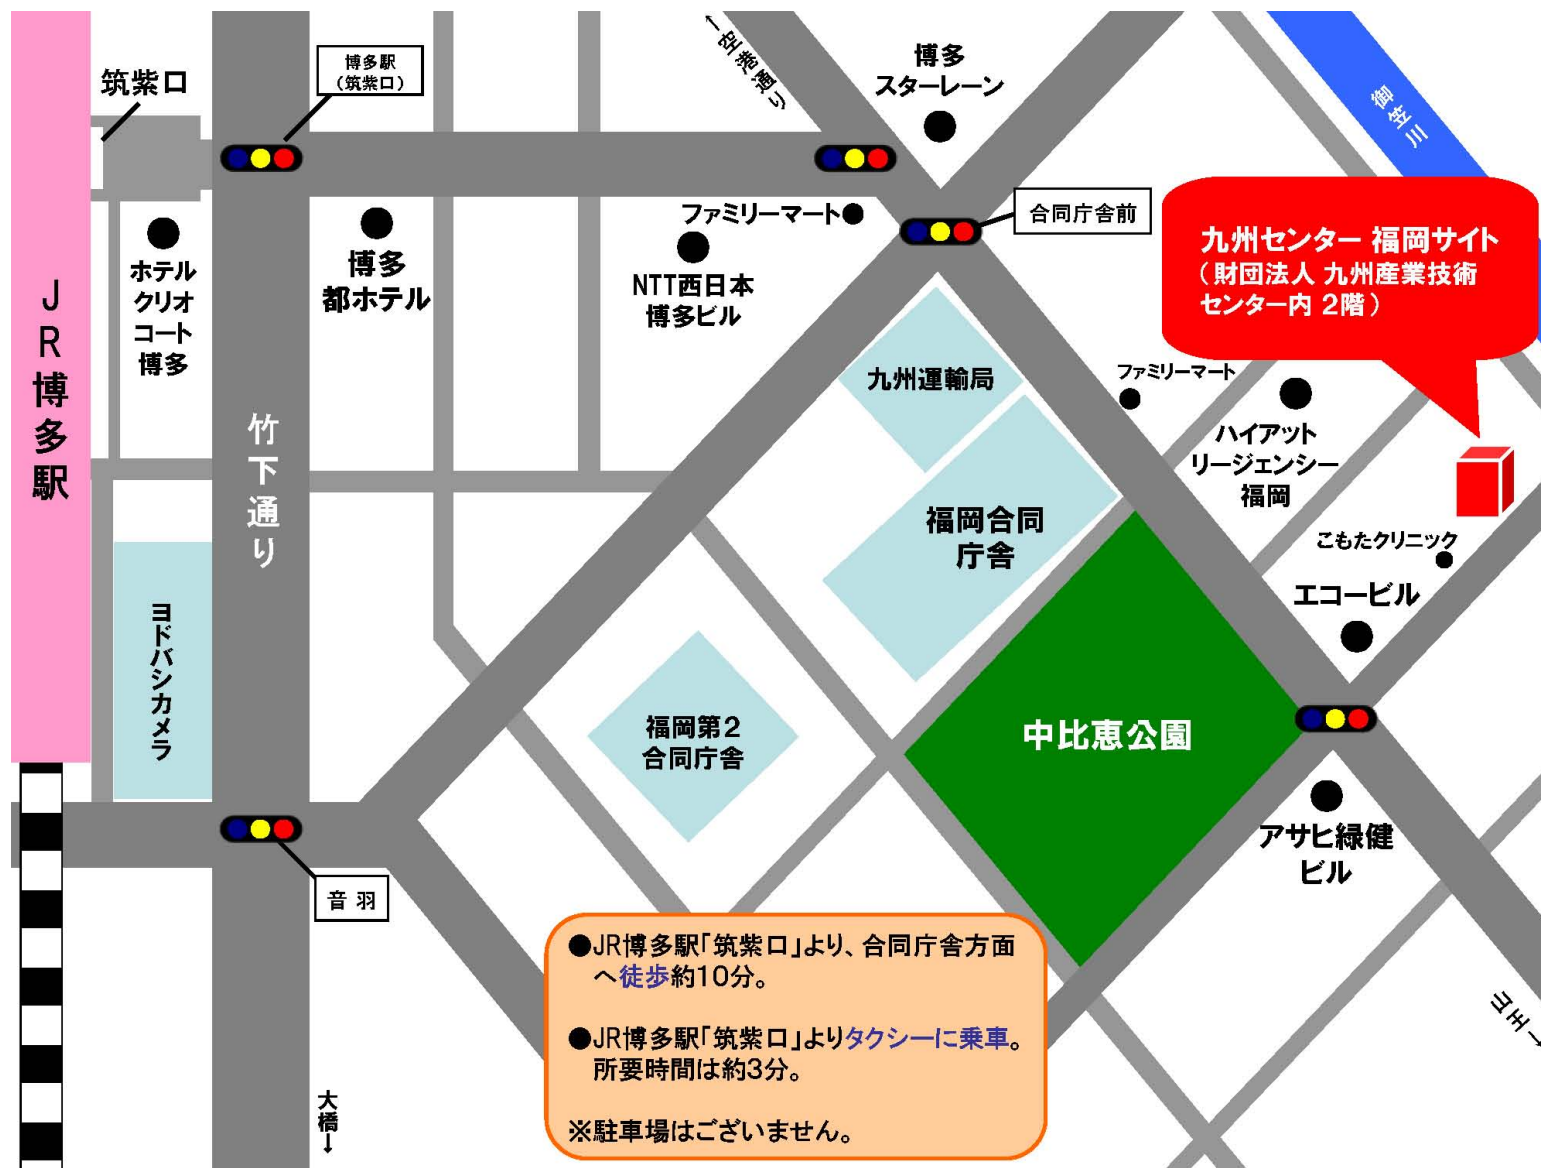 ←空港通り
博多
スターレーン
御笠川
筑紫口
博多駅
(筑紫口)
ファミリーマート
合同庁舎前
九州センター 福岡サイト
(財団法人 九州産業技術
センター内 2階)
ホテル
クリオ
コート
博多
博多
都ホテル
NTT西日本
博多ビル
JR博多駅
竹下通り
九州運輸局
ファミリーマート
ハイアット
リージェンシー
福岡
福岡合同
庁舎
こもたクリニック
エコービル
ヨドバシカメラ
福岡第2
合同庁舎
中比恵公園
アサヒ緑健
ビル
音羽
●JR博多駅「筑紫口」より、合同庁舎方面
へ徒歩約10分。
●JR博多駅「筑紫口」よりタクシーに乗車。
所要時間は約3分。
※駐車場はございません。
大橋→
山王→